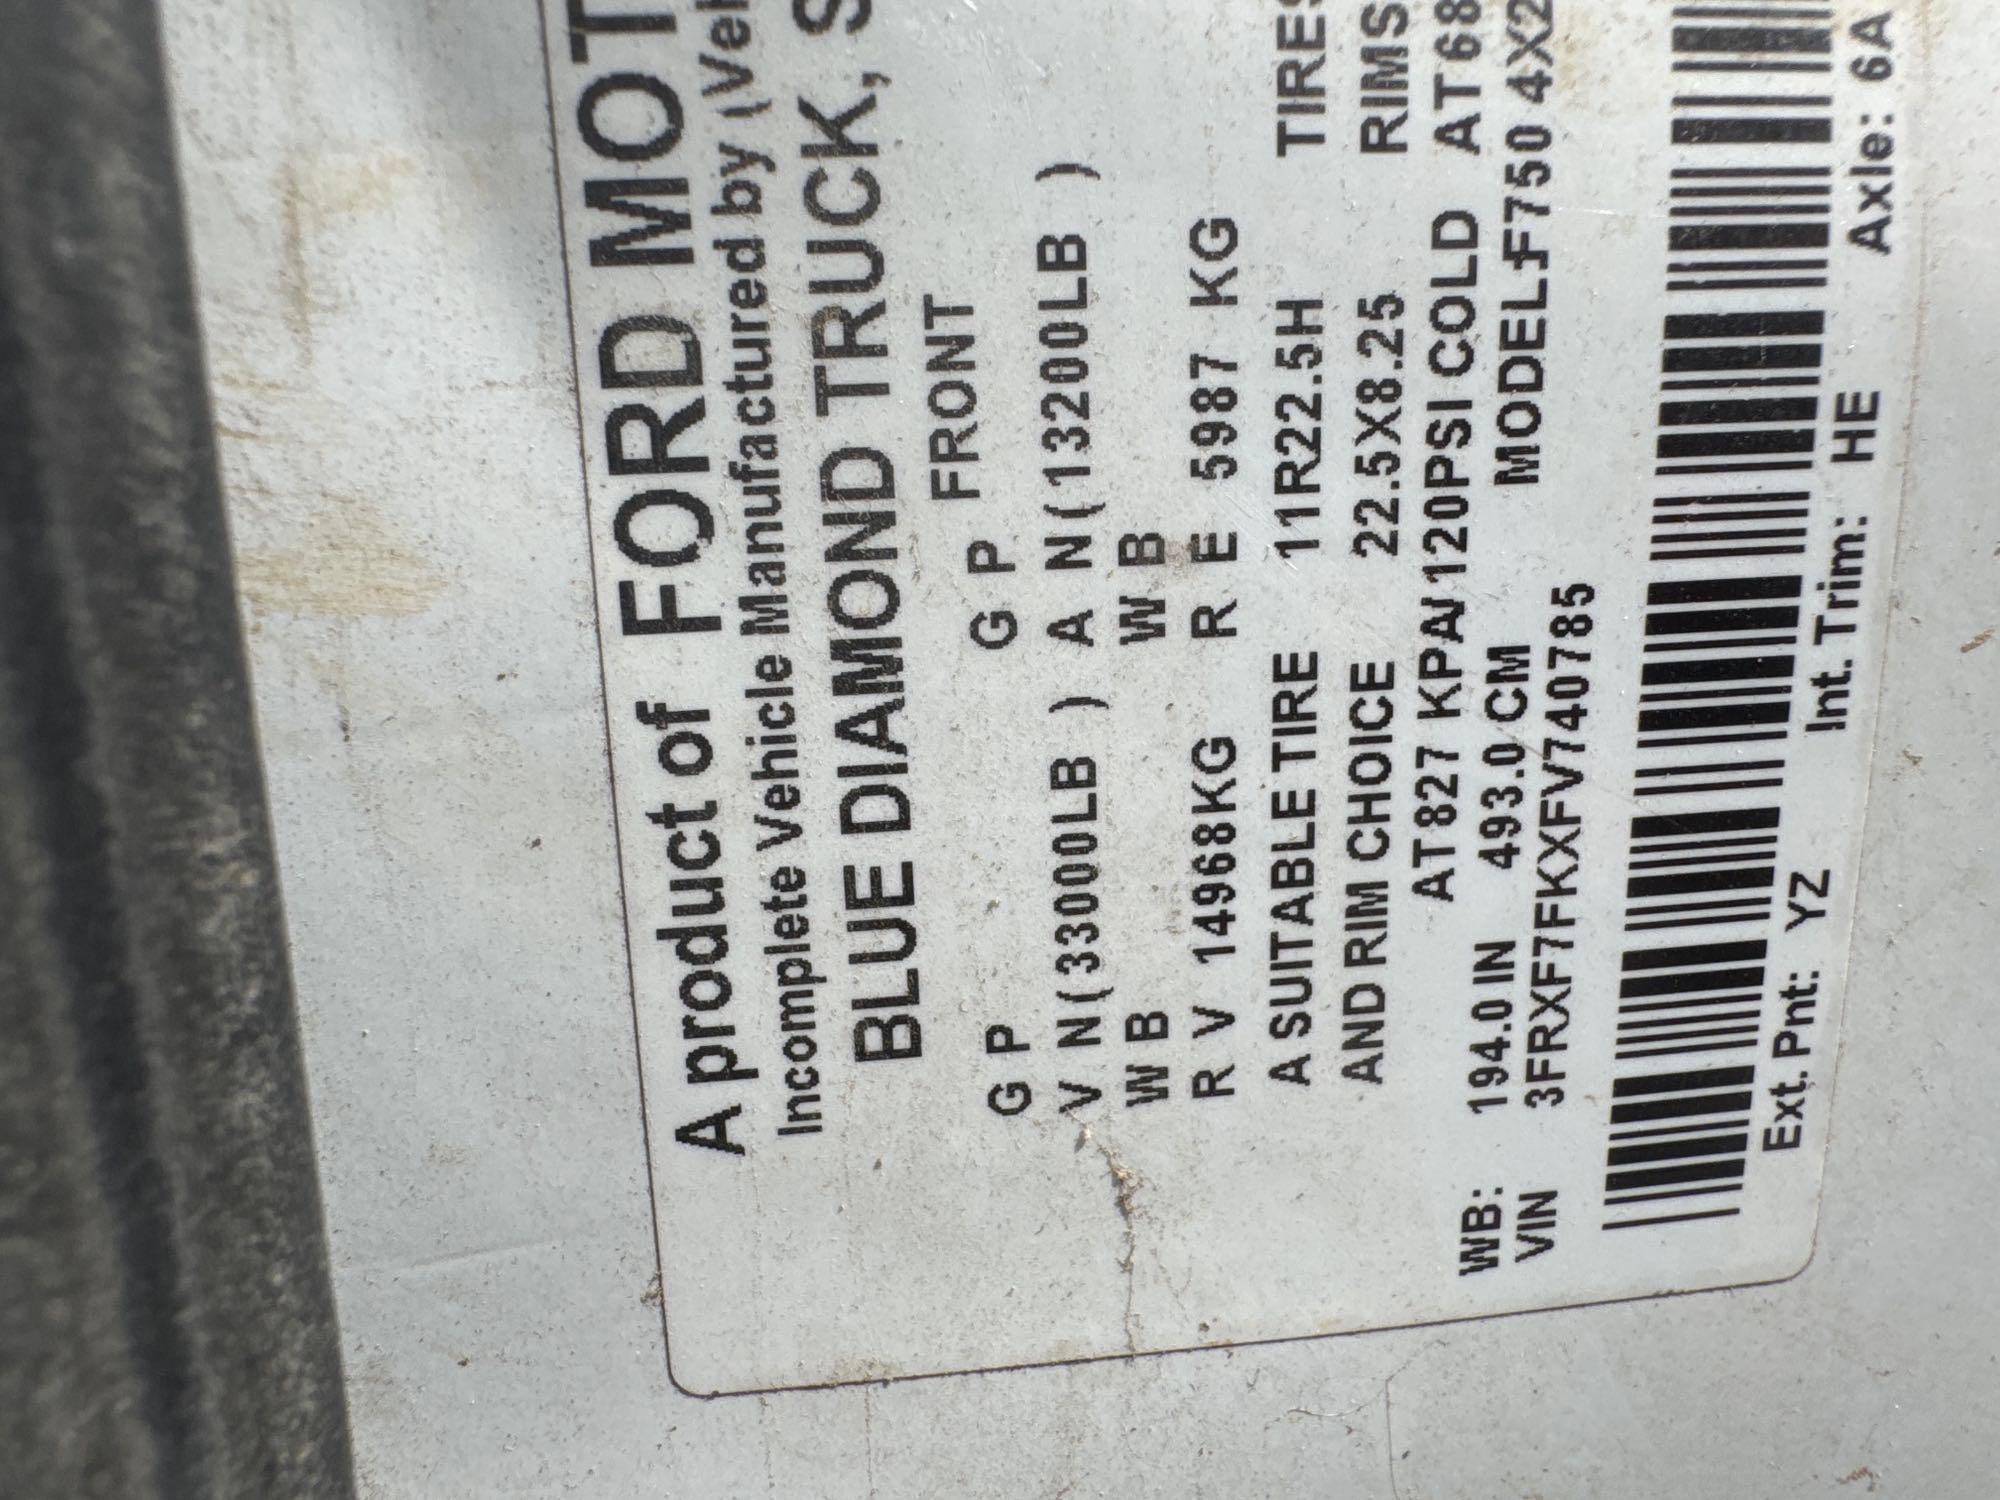 A product of FORD MOT
Incomplete Vehicle Manufactured by (Veh
BLUE DIAMOND TRUCK, S
FRONT
G P G P
V N(33000LB ) A N(13200LB )
W B W B
R V 14968KG R E 5987 KG
A SUITABLE TIRE 11R22.5H TIRES
AND RIM CHOICE 22.5X8.25 RIMS
AT827 KPA/120PSI COLD AT68
WB: 194.0 IN 493.0 CM MODEL:F750 4X2
VIN 3FRXF7FKXFV740785
Ext. Pnt: YZ Int. Trim: HE Axle: 6A